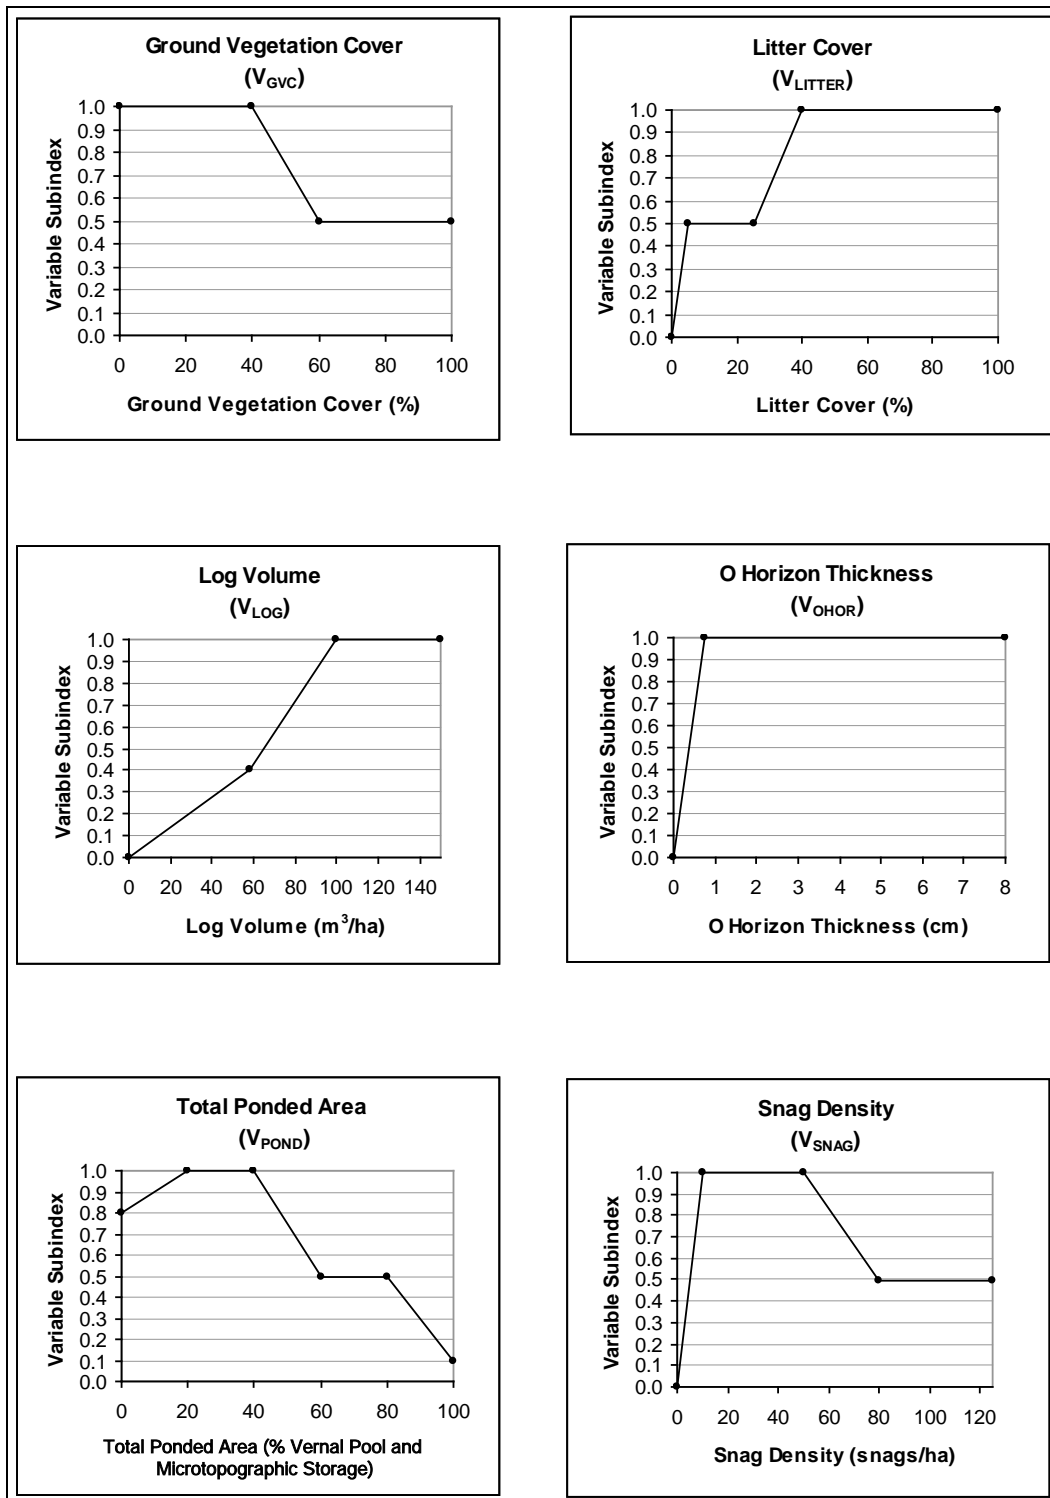 Ground Vegetation Cover
(VGVC)
1.0
0.9
0.8
0.7
0.6
0.5
0.4
0.3
0.2
0.1
0.0
Variable Subindex
0 20 40 60 80 100
Ground Vegetation Cover (%)
Litter Cover
(VLITTER)
1.0
0.9
0.8
0.7
0.6
0.5
0.4
0.3
0.2
0.1
0.0
Variable Subindex
0 20 40 60 80 100
Litter Cover (%)
Log Volume
(VLOG)
1.0
0.9
0.8
0.7
0.6
0.5
0.4
0.3
0.2
0.1
0.0
Variable Subindex
0 20 40 60 80 100 120 140
Log Volume (m³/ha)
O Horizon Thickness
(VOHOR)
1.0
0.9
0.8
0.7
0.6
0.5
0.4
0.3
0.2
0.1
0.0
Variable Subindex
0 1 2 3 4 5 6 7 8
O Horizon Thickness (cm)
Total Ponded Area
(VPOND)
1.0
0.9
0.8
0.7
0.6
0.5
0.4
0.3
0.2
0.1
0.0
Variable Subindex
0 20 40 60 80 100
Total Ponded Area (% Vernal Pool and
Microtopographic Storage)
Snag Density
(VSNAG)
1.0
0.9
0.8
0.7
0.6
0.5
0.4
0.3
0.2
0.1
0.0
Variable Subindex
0 20 40 60 80 100 120
Snag Density (snags/ha)